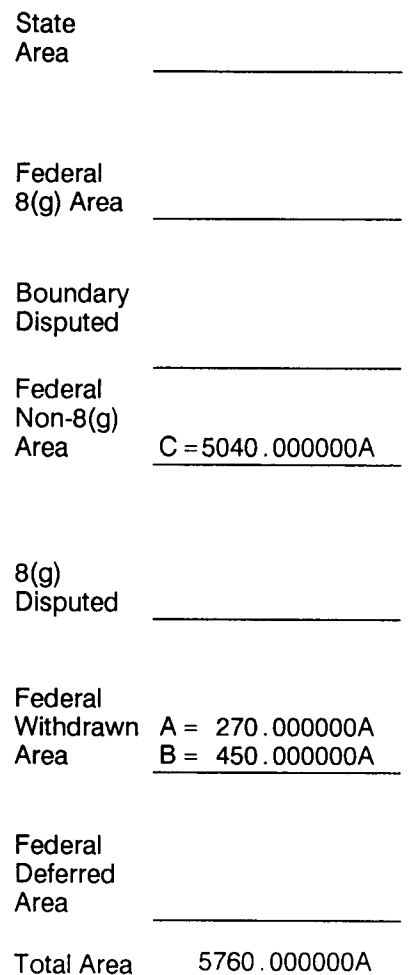 State
Area
Federal
8(g) Area
Boundary
Disputed
Federal
Non-8(g)
Area C =5040.000000A
8(g)
Disputed
Federal
Withdrawn A = 270.000000A
Area B = 450.000000A
Federal
Deferred
Area
Total Area 5760.000000A